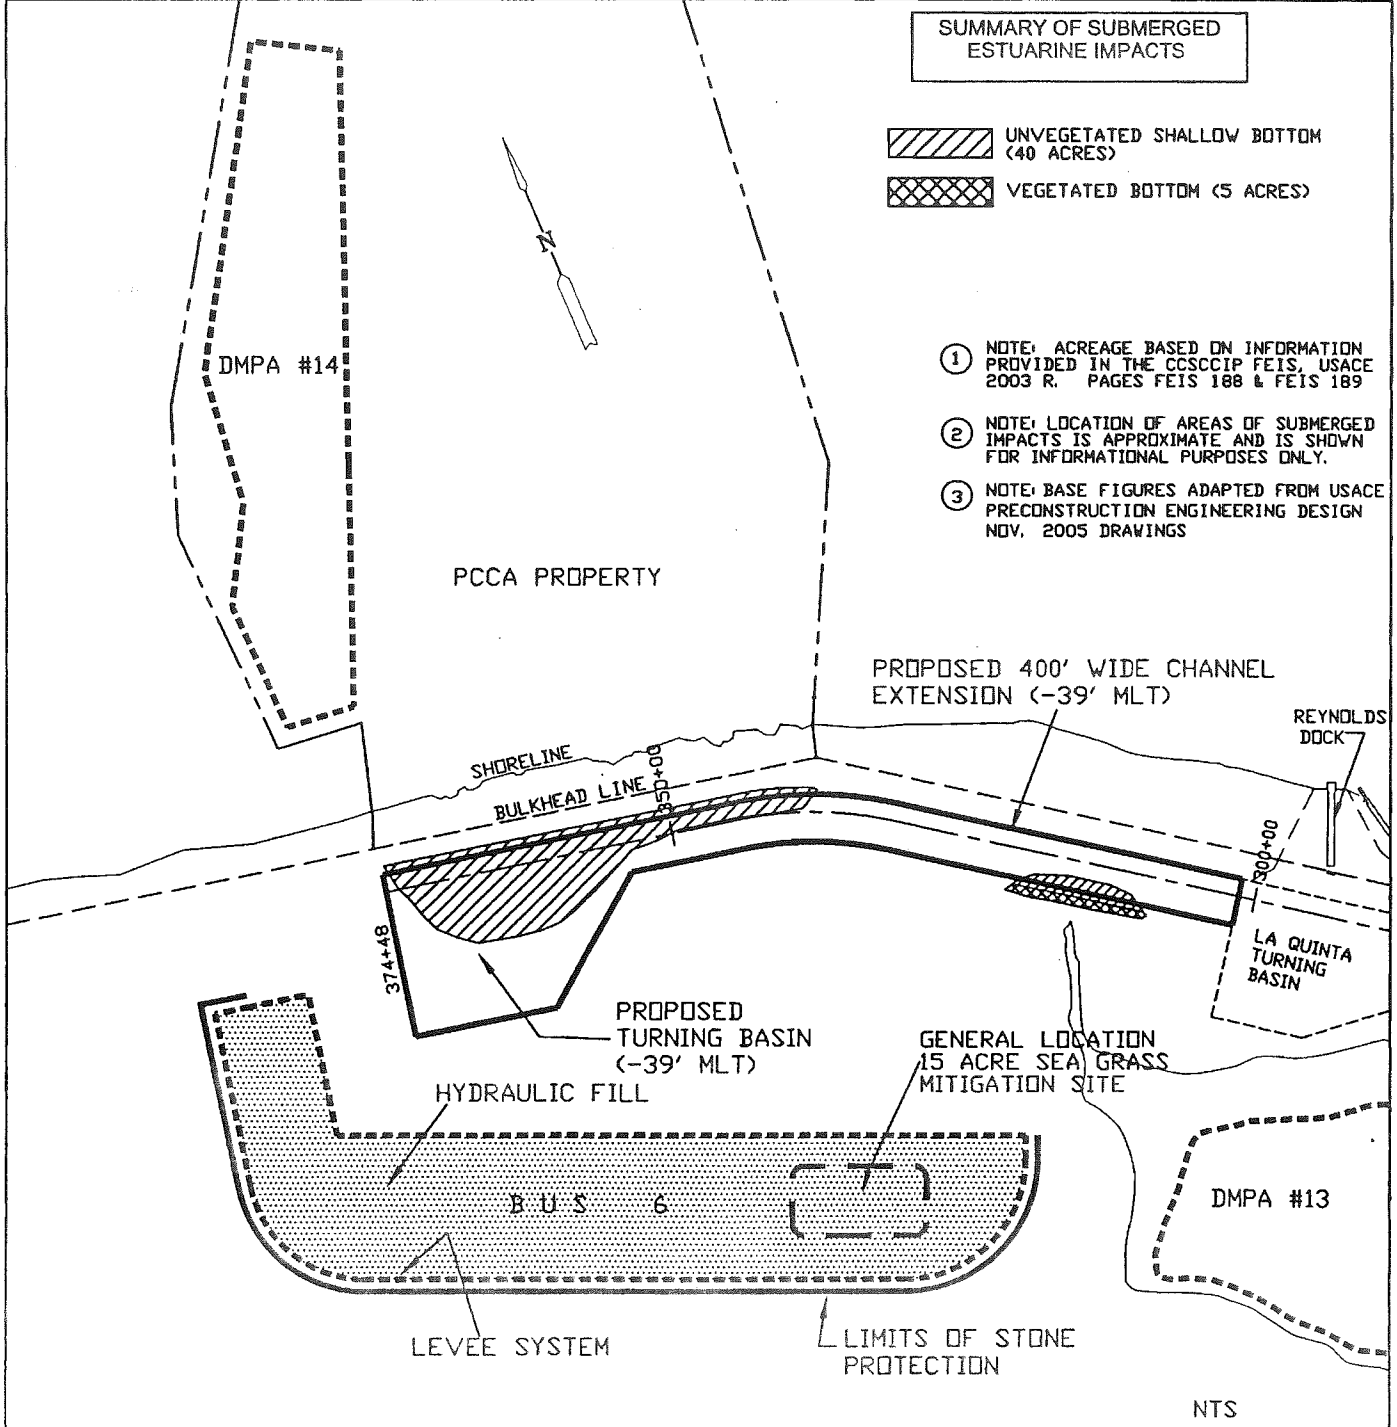 SUMMARY OF SUBMERGED
ESTUARINE IMPACTS
UNVEGETATED SHALLOW BOTTOM
(40 ACRES)
VEGETATED BOTTOM (5 ACRES)
N
1 NOTE: ACREAGE BASED ON INFORMATION
PROVIDED IN THE CCSCCIP FEIS, USACE
2003 R. PAGES FEIS 188 & FEIS 189
2 NOTE: LOCATION OF AREAS OF SUBMERGED
IMPACTS IS APPROXIMATE AND IS SHOWN
FOR INFORMATIONAL PURPOSES ONLY.
3 NOTE: BASE FIGURES ADAPTED FROM USACE
PRECONSTRUCTION ENGINEERING DESIGN
NOV. 2005 DRAWINGS
DMPA #14
PCCA PROPERTY
PROPOSED 400' WIDE CHANNEL
EXTENSION (-39' MLT)
REYNOLDS
DOCK
SHORELINE
BULKHEAD LINE
350+00
300+00
374+48
LA QUINTA
TURNING
BASIN
PROPOSED
TURNING BASIN
(-39' MLT)
GENERAL LOCATION
15 ACRE SEA GRASS
MITIGATION SITE
HYDRAULIC FILL
BUS 6
DMPA #13
LEVEE SYSTEM
LIMITS OF STONE
PROTECTION
NTS